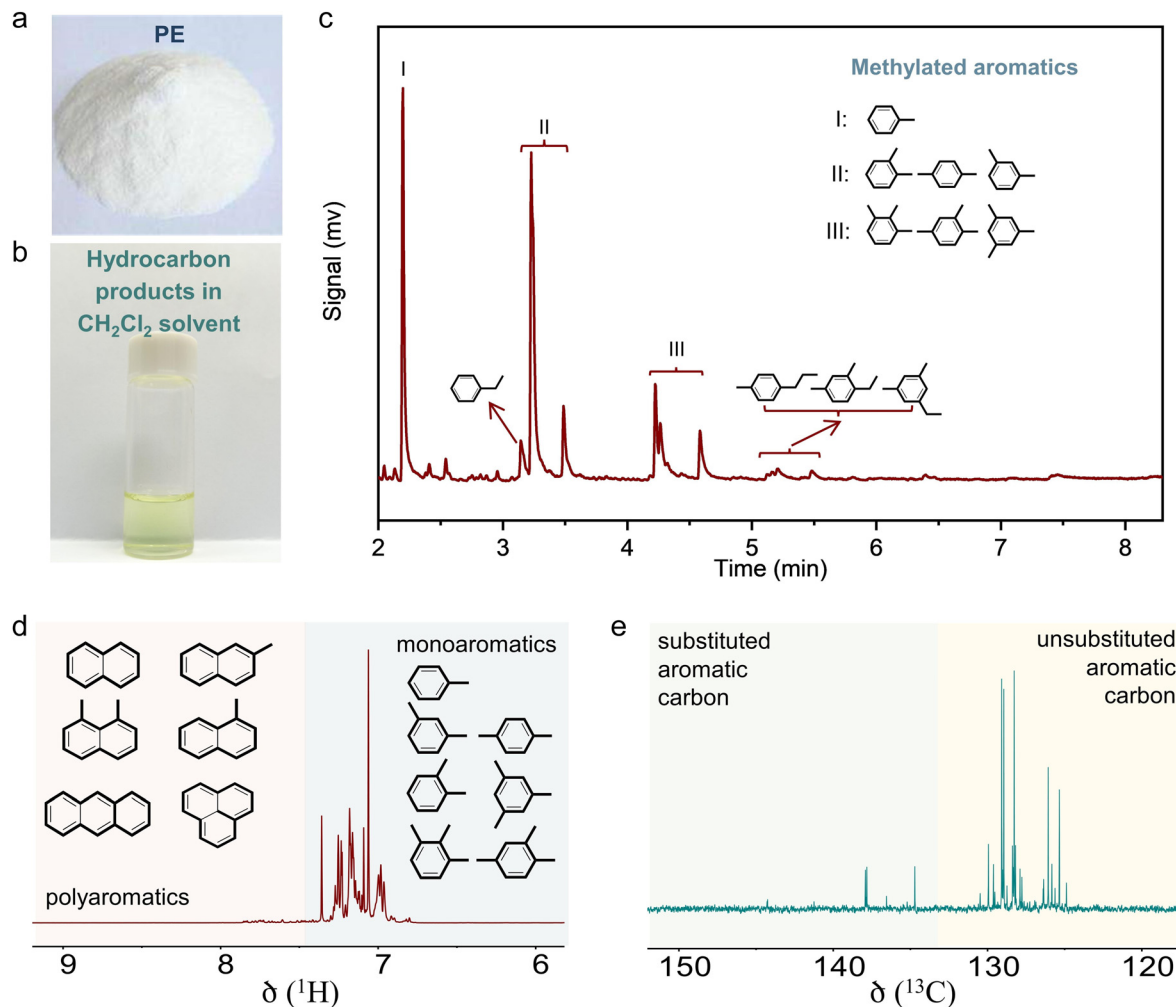 a
PE
b
Hydrocarbon
products in
CH₂Cl₂ solvent
c
Methylated aromatics
I
II
III
I:
II:
III:
Signal (mv)
2
3
4
5
6
7
8
Time (min)
d
polyaromatics
monoaromatics
9
8
7
6
δ (¹H)
e
substituted
aromatic
carbon
unsubstituted
aromatic
carbon
150
140
130
120
δ (¹³C)